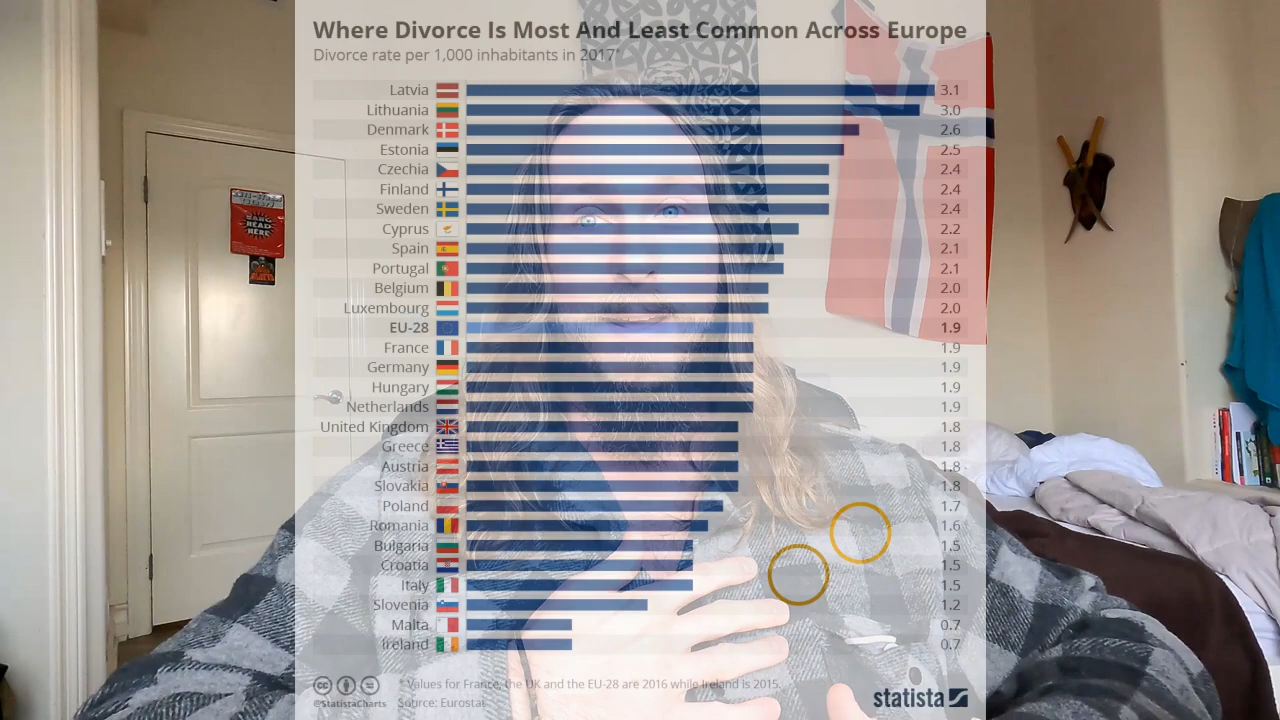 Where Divorce Is Most And Least Common Across Europe
Divorce rate per 1,000 inhabitants in 2017*
Latvia 3.1
Lithuania 3.0
Denmark 2.6
Estonia 2.5
Czechia 2.4
Finland 2.4
Sweden 2.4
Cyprus 2.2
Spain 2.1
Portugal 2.1
Belgium 2.0
Luxembourg 2.0
EU-28 1.9
France 1.9
Germany 1.9
Hungary 1.9
Netherlands 1.9
United Kingdom 1.8
Greece 1.8
Austria 1.8
Slovakia 1.8
Poland 1.7
Romania 1.6
Bulgaria 1.5
Croatia 1.5
Italy 1.5
Slovenia 1.2
Malta 0.7
Ireland 0.7
* Values for France, the UK and the EU-28 are 2016 while Ireland is 2015.
@StatistaCharts Source: Eurostat
statista